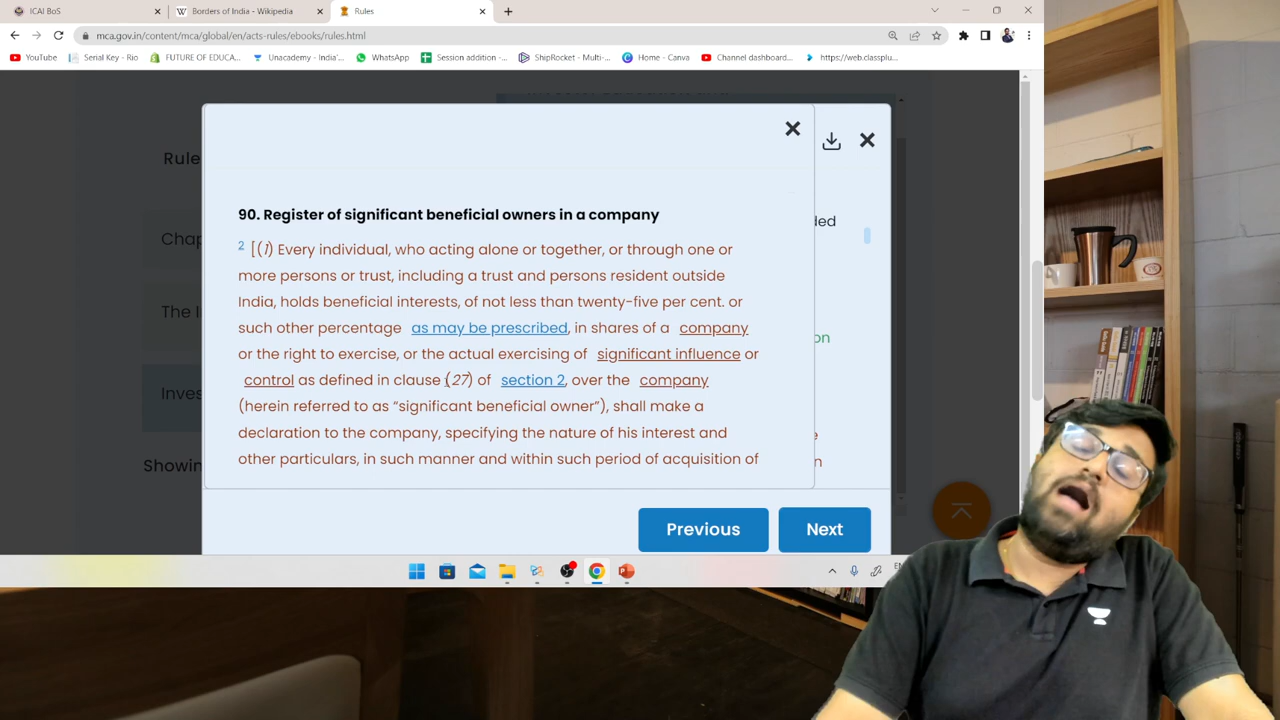 ICAI BoS
Borders of India - Wikipedia
Rules
mca.gov.in/content/mca/global/en/acts-rules/ebooks/rules.html
YouTube
Serial Key - Rio
FUTURE OF EDUCA...
Unacademy - India'...
WhatsApp
Session addition -...
ShipRocket - Multi-...
Home - Canva
Channel dashboard...
https://web.classplu...
Rule
Chap
The I
Inves
Showin
90. Register of significant beneficial owners in a company
2 [(1) Every individual, who acting alone or together, or through one or
more persons or trust, including a trust and persons resident outside
India, holds beneficial interests, of not less than twenty-five per cent. or
such other percentage as may be prescribed, in shares of a company
or the right to exercise, or the actual exercising of significant influence or
control as defined in clause (27) of section 2, over the company
(herein referred to as “significant beneficial owner”), shall make a
declaration to the company, specifying the nature of his interest and
other particulars, in such manner and within such period of acquisition of
ded
on
e
n
Previous
Next